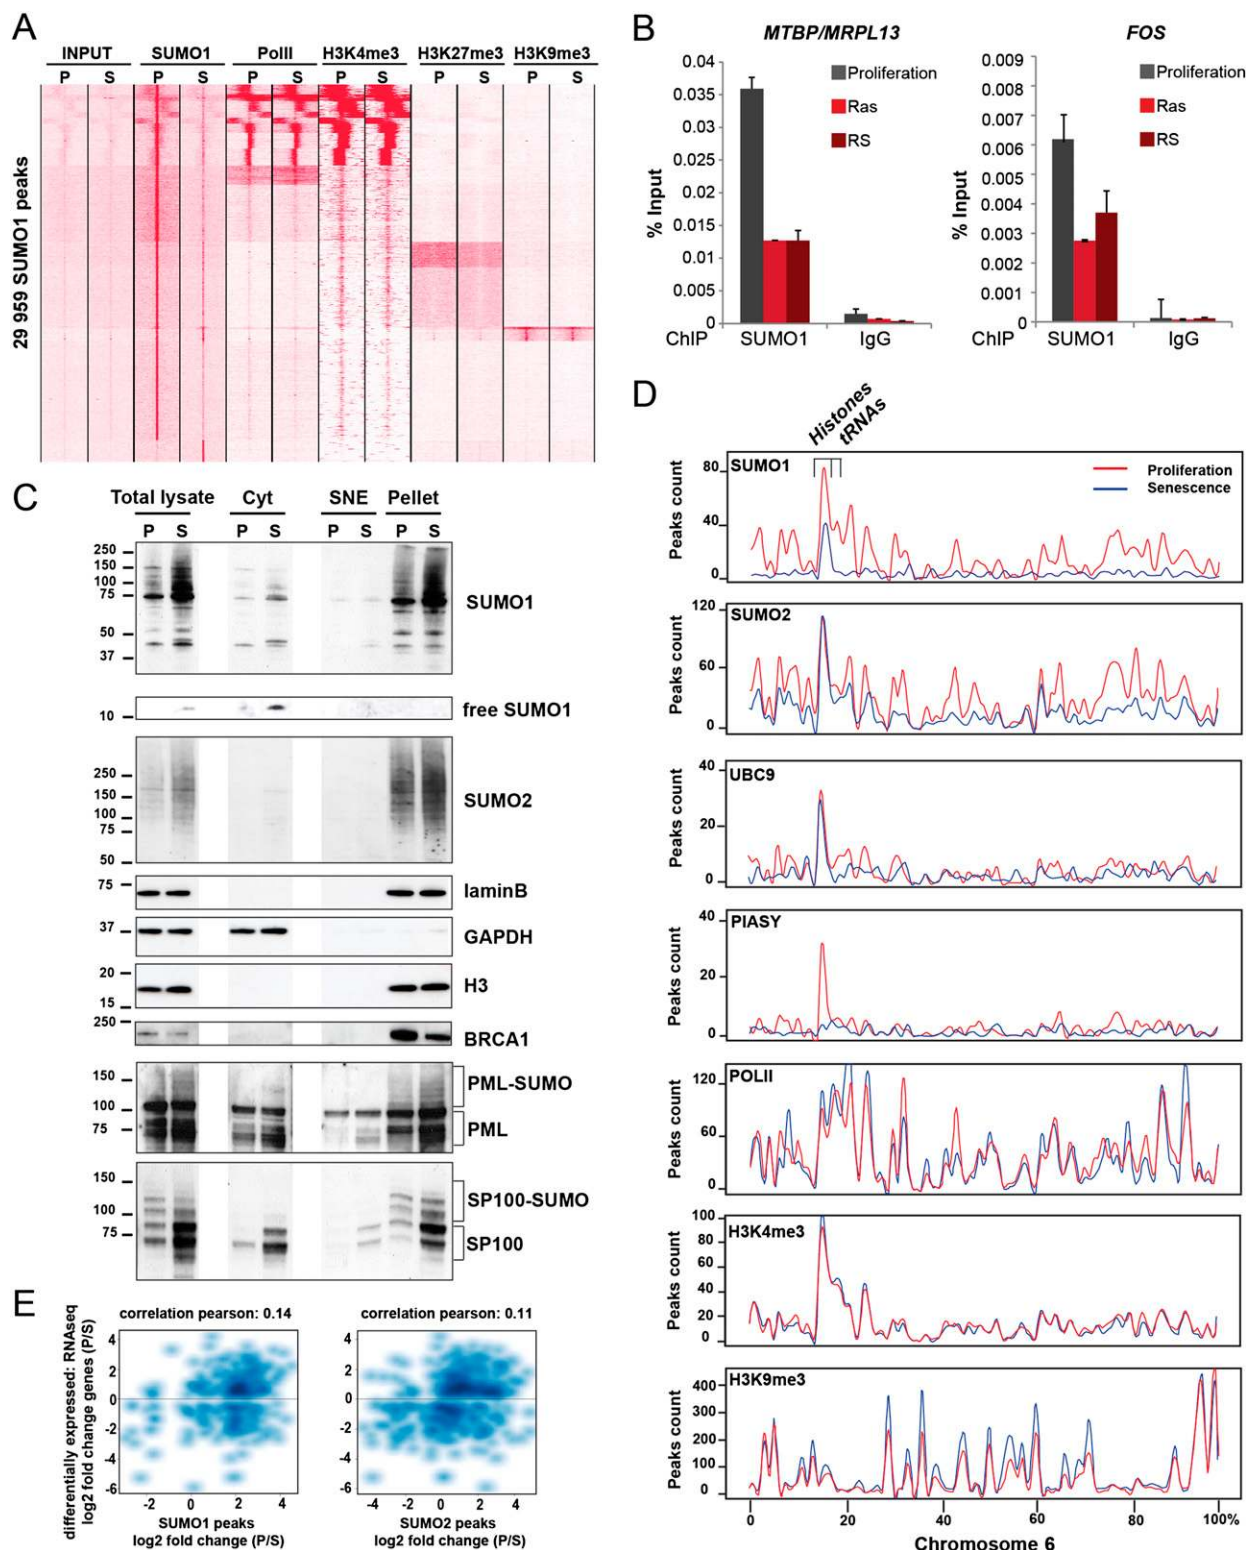 A
INPUT SUMO1 PolII H3K4me3 H3K27me3 H3K9me3
P S P S P S P S P S P S
29 959 SUMO1 peaks
B
MTBP/MRPL13
Proliferation
Ras
RS
% Input
0.040
0.035
0.030
0.025
0.020
0.015
0.010
0.005
0
ChIP SUMO1 IgG
FOS
Proliferation
Ras
RS
% Input
0.009
0.008
0.007
0.006
0.005
0.004
0.003
0.002
0.001
0
ChIP SUMO1 IgG
C
Total lysate Cyt SNE Pellet
P S P S P S P S
250
150
100
75
50
37
SUMO1
10
free SUMO1
250
150
100
75
50
SUMO2
75
laminB
37
GAPDH
20
15
H3
250
BRCA1
150
100
75
PML-SUMO
PML
150
100
75
SP100-SUMO
SP100
D
Histones
tRNAs
SUMO1
Proliferation
Senescence
Peaks count
80
40
0
SUMO2
Peaks count
120
60
0
UBC9
Peaks count
40
20
0
PIASY
Peaks count
40
20
0
POLII
Peaks count
120
80
40
0
H3K4me3
Peaks count
100
80
60
40
20
0
H3K9me3
Peaks count
400
300
200
100
0
0 20 40 60 80 100%
Chromosome 6
E
correlation pearson: 0.14
differentially expressed: RNAseq
log2 fold change genes (P/S)
4
2
0
-2
-4
-6
-2 0 2 4
SUMO1 peaks
log2 fold change (P/S)
correlation pearson: 0.11
4
2
0
-2
-4
-6
-4 -2 0 2 4
SUMO2 peaks
log2 fold change (P/S)